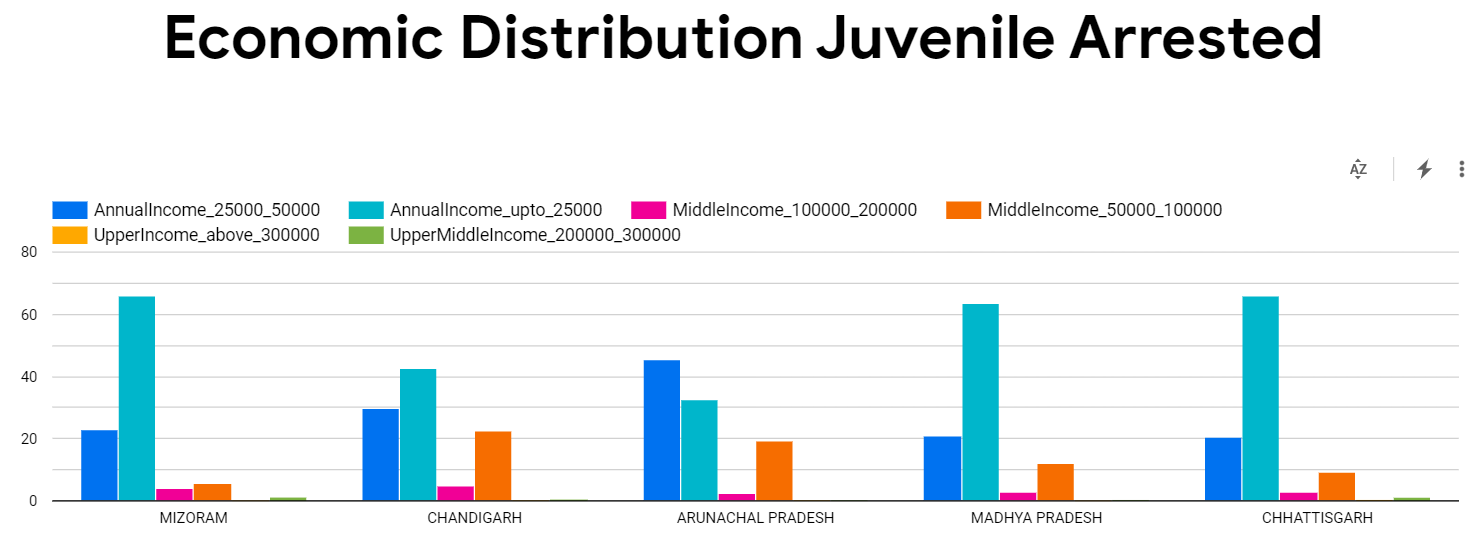 Economic Distribution Juvenile Arrested
AZ
AnnualIncome_25000_50000 AnnualIncome_upto_25000 MiddleIncome_100000_200000 MiddleIncome_50000_100000
UpperIncome_above_300000 UpperMiddleIncome_200000_300000
80
60
40
20
0
MIZORAM CHANDIGARH ARUNACHAL PRADESH MADHYA PRADESH CHHATTISGARH